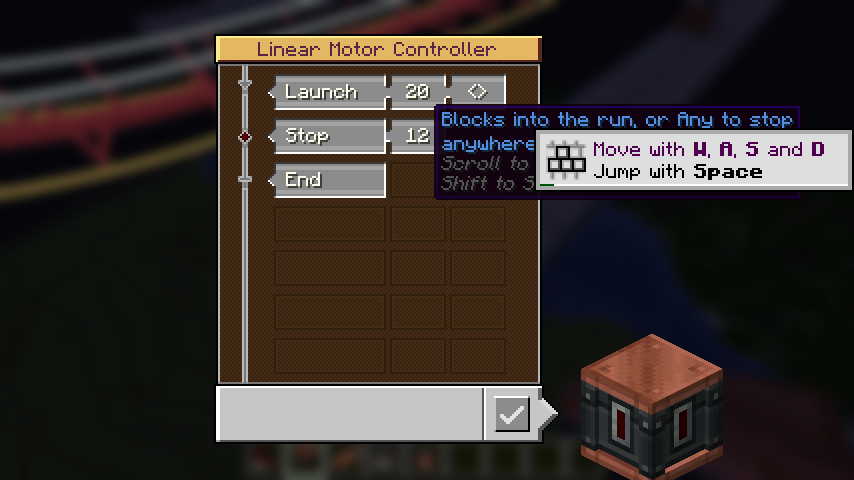 Linear Motor Controller
Launch 20 <>
Stop 12
End
Blocks into the run, or Any to stop
anywhere
Scroll to
Shift to S
Move with W, A, S and D
Jump with Space